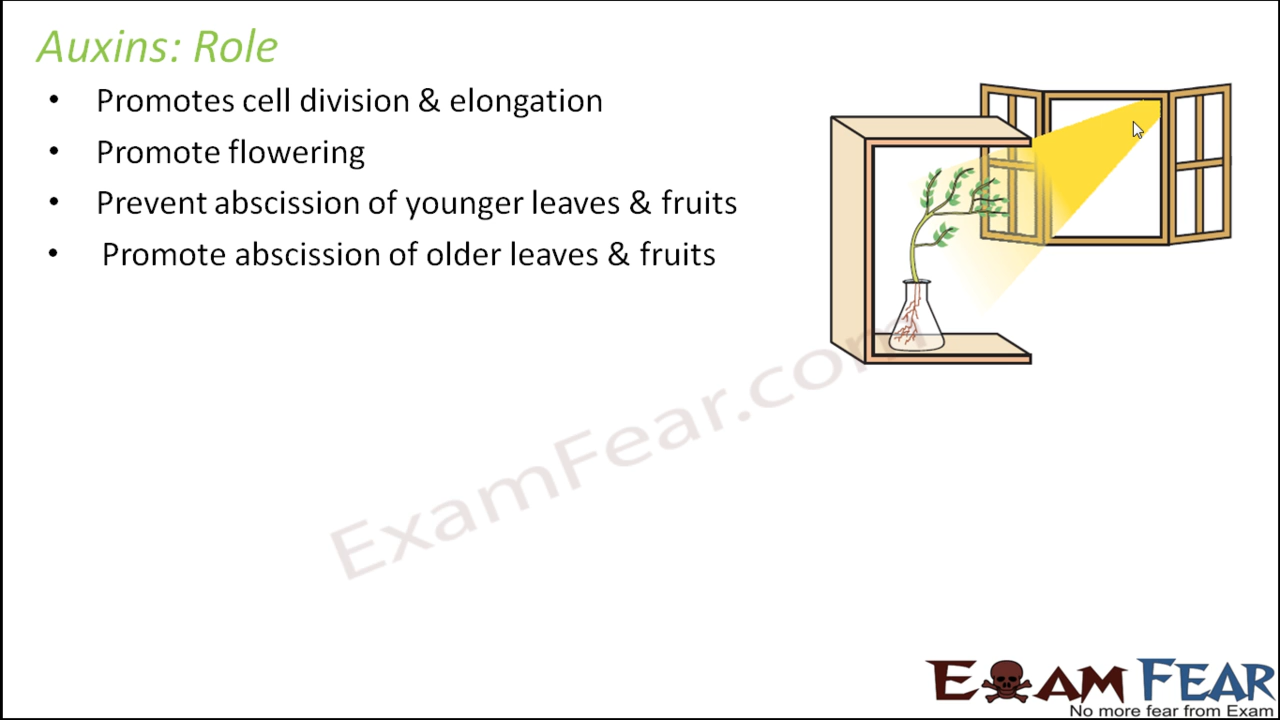 Auxins: Role
• Promotes cell division & elongation
• Promote flowering
• Prevent abscission of younger leaves & fruits
• Promote abscission of older leaves & fruits
ExamFear.com
EXAM FEAR
No more fear from Exam